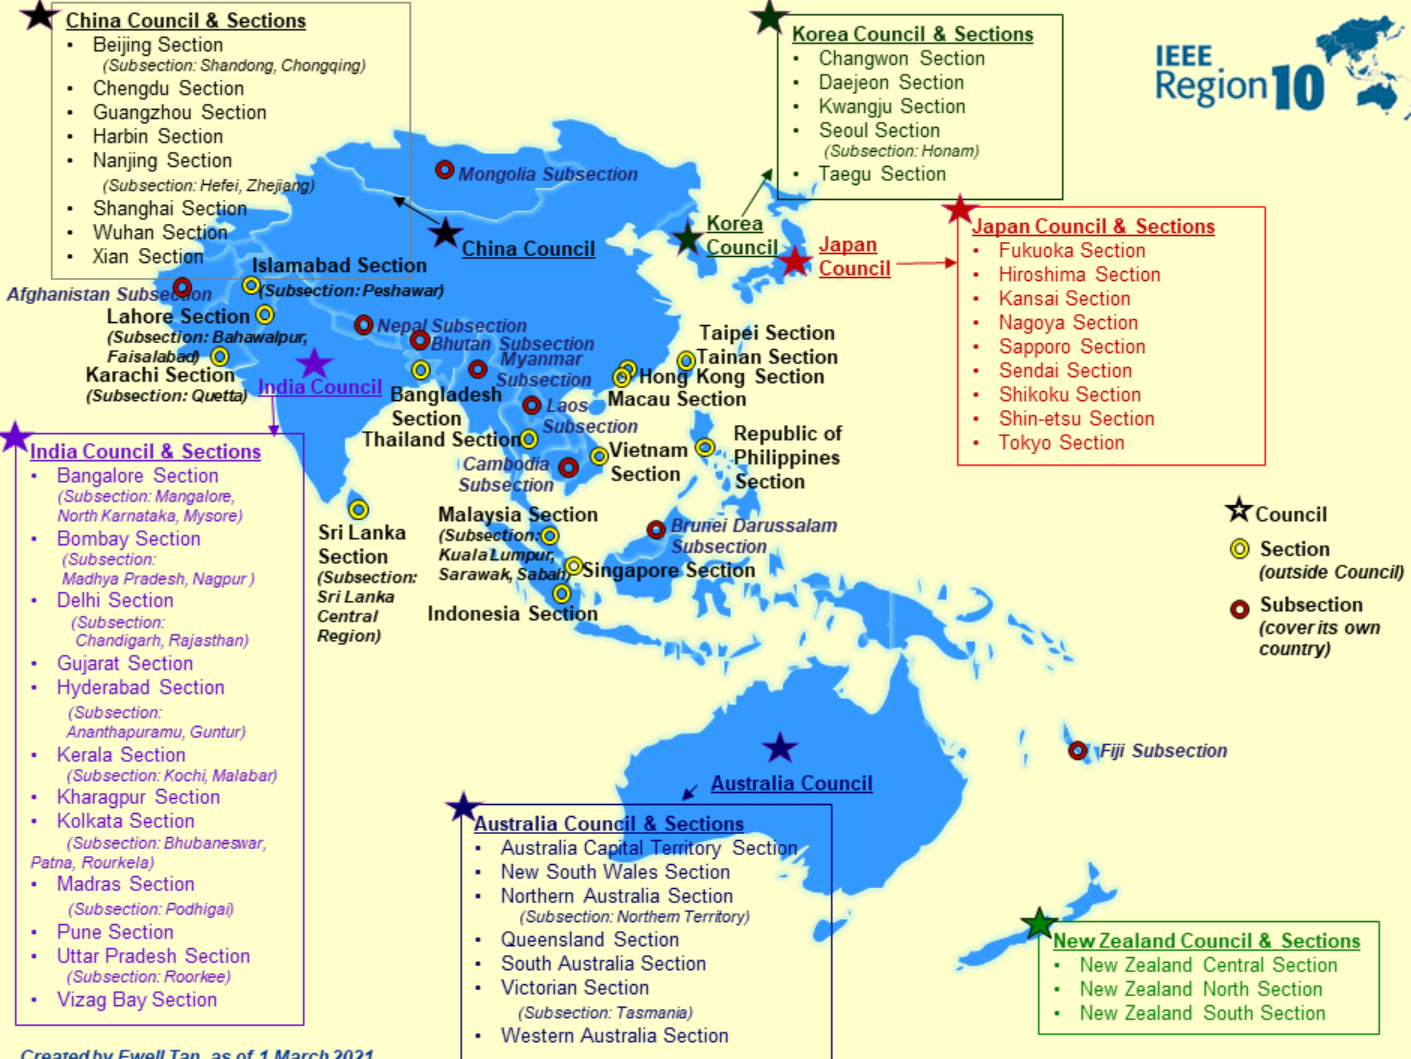 China Council & Sections
• Beijing Section
(Subsection: Shandong, Chongqing)
• Chengdu Section
• Guangzhou Section
• Harbin Section
• Nanjing Section
(Subsection: Hefei, Zhejiang)
• Shanghai Section
• Wuhan Section
• Xian Section
Korea Council & Sections
• Changwon Section
• Daejeon Section
• Kwangju Section
• Seoul Section
(Subsection: Honam)
• Taegu Section
IEEE
Region 10
Japan Council & Sections
• Fukuoka Section
• Hiroshima Section
• Kansai Section
• Nagoya Section
• Sapporo Section
• Sendai Section
• Shikoku Section
• Shin-etsu Section
• Tokyo Section
Mongolia Subsection
China Council
Korea
Council
Japan
Council
Islamabad Section
(Subsection: Peshawar)
Afghanistan Subsection
Lahore Section
(Subsection: Bahawalpur,
Faisalabad)
Karachi Section
(Subsection: Quetta)
India Council
Nepal Subsection
Bhutan Subsection
Myanmar
Subsection
Bangladesh
Section
Laos
Subsection
Thailand Section
Cambodia
Subsection
Vietnam
Section
Taipei Section
Tainan Section
Hong Kong Section
Macau Section
Republic of
Philippines
Section
Sri Lanka
Section
(Subsection:
Sri Lanka
Central
Region)
Malaysia Section
(Subsection:
Kuala Lumpur,
Sarawak, Sabah)
Brunei Darussalam
Subsection
Singapore Section
Indonesia Section
Council
Section
(outside Council)
Subsection
(cover its own
country)
India Council & Sections
• Bangalore Section
(Subsection: Mangalore,
North Karnataka, Mysore)
• Bombay Section
(Subsection:
Madhya Pradesh, Nagpur )
• Delhi Section
(Subsection:
Chandigarh, Rajasthan)
• Gujarat Section
• Hyderabad Section
(Subsection:
Ananthapuramu, Guntur)
• Kerala Section
(Subsection: Kochi, Malabar)
• Kharagpur Section
• Kolkata Section
(Subsection: Bhubaneswar,
Patna, Rourkela)
• Madras Section
(Subsection: Podhigai)
• Pune Section
• Uttar Pradesh Section
(Subsection: Roorkee)
• Vizag Bay Section
Fiji Subsection
Australia Council
Australia Council & Sections
• Australia Capital Territory Section
• New South Wales Section
• Northern Australia Section
(Subsection: Northern Territory)
• Queensland Section
• South Australia Section
• Victorian Section
(Subsection: Tasmania)
• Western Australia Section
New Zealand Council & Sections
• New Zealand Central Section
• New Zealand North Section
• New Zealand South Section
Created by Ewell Tan, as of 1 March 2021